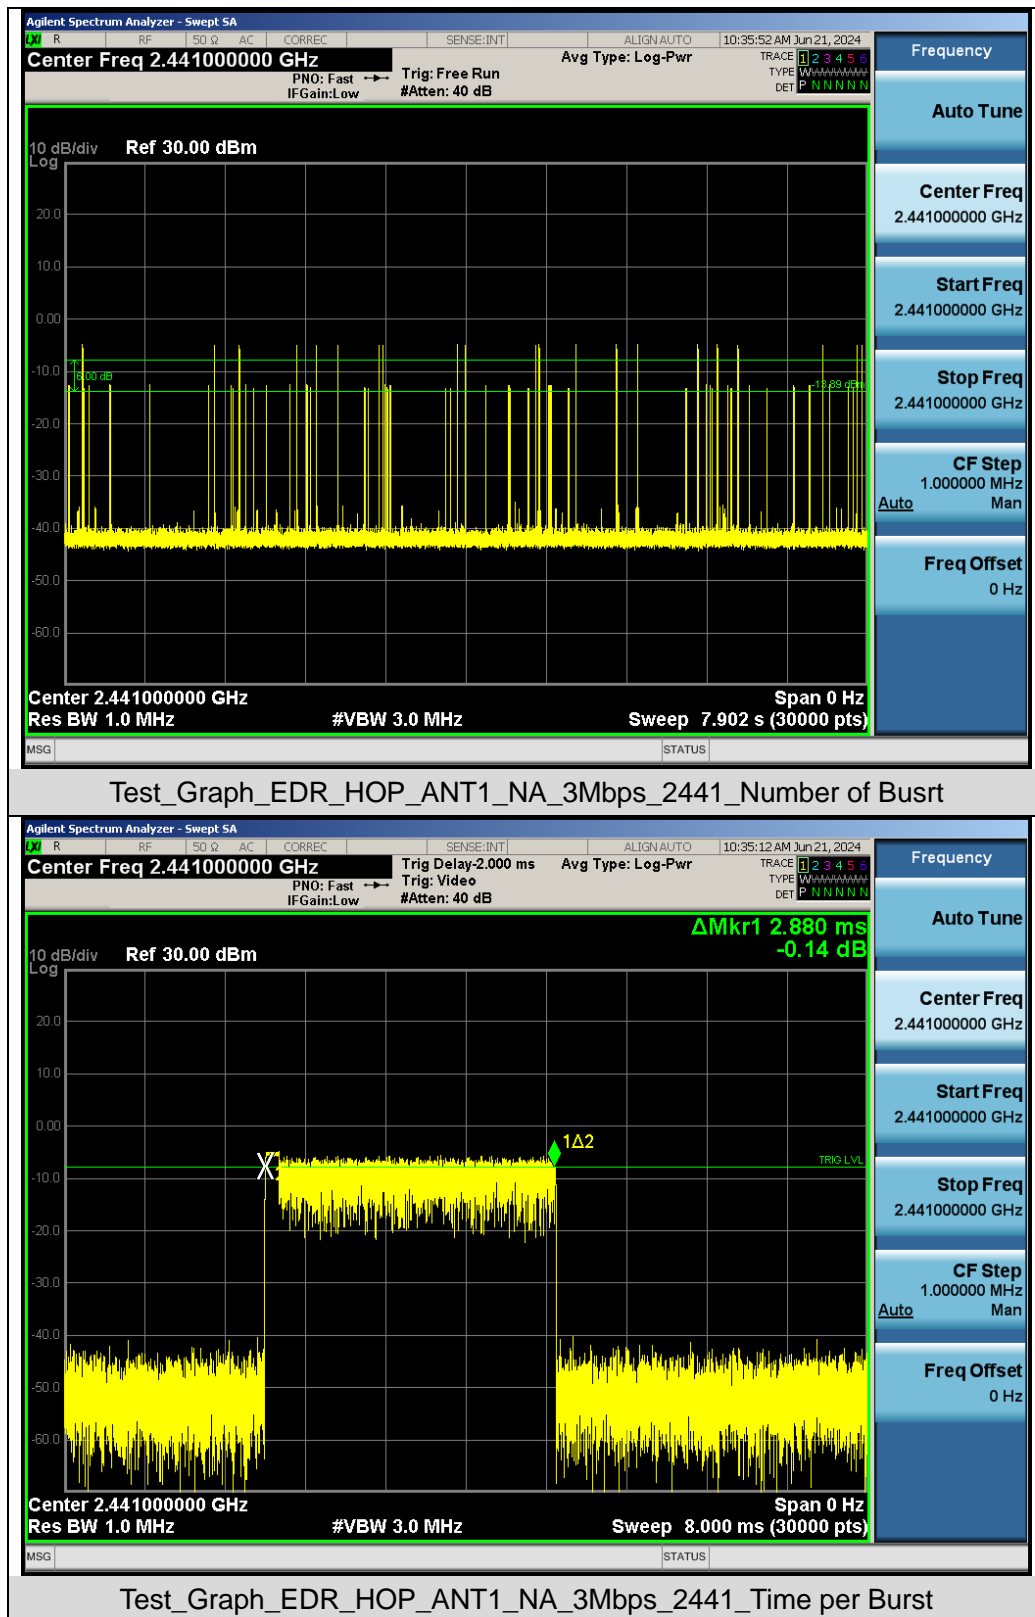 Agilent Spectrum Analyzer - Swept SA
LXI R RF 50 Ω AC CORREC SENSE:INT ALIGN AUTO 10:35:52 AM Jun 21, 2024
Center Freq 2.441000000 GHz Avg Type: Log-Pwr TRACE 1 2 3 4 5 6
PNO: Fast Trig: Free Run TYPE W
IFGain:Low #Atten: 40 dB DET P N N N N N
10 dB/div Ref 30.00 dBm
Log
20.0
10.0
0.00
-10.0
6.00 dB
-13.89 dBm
-20.0
-30.0
-40.0
-50.0
-60.0
Center 2.441000000 GHz Span 0 Hz
Res BW 1.0 MHz #VBW 3.0 MHz Sweep 7.902 s (30000 pts)
MSG STATUS
Frequency
Auto Tune
Center Freq
2.441000000 GHz
Start Freq
2.441000000 GHz
Stop Freq
2.441000000 GHz
CF Step
1.000000 MHz
Auto Man
Freq Offset
0 Hz
Test_Graph_EDR_HOP_ANT1_NA_3Mbps_2441_Number of Busrt
Agilent Spectrum Analyzer - Swept SA
LXI R RF 50 Ω AC CORREC SENSE:INT ALIGN AUTO 10:35:12 AM Jun 21, 2024
Center Freq 2.441000000 GHz Trig Delay-2.000 ms Avg Type: Log-Pwr TRACE 1 2 3 4 5 6
PNO: Fast Trig: Video TYPE W
IFGain:Low #Atten: 40 dB DET P N N N N N
ΔMkr1 2.880 ms
-0.14 dB
10 dB/div Ref 30.00 dBm
Log
20.0
10.0
0.00
1Δ2
TRIG LVL
-10.0
-20.0
-30.0
-40.0
-50.0
-60.0
Center 2.441000000 GHz Span 0 Hz
Res BW 1.0 MHz #VBW 3.0 MHz Sweep 8.000 ms (30000 pts)
MSG STATUS
Frequency
Auto Tune
Center Freq
2.441000000 GHz
Start Freq
2.441000000 GHz
Stop Freq
2.441000000 GHz
CF Step
1.000000 MHz
Auto Man
Freq Offset
0 Hz
Test_Graph_EDR_HOP_ANT1_NA_3Mbps_2441_Time per Burst